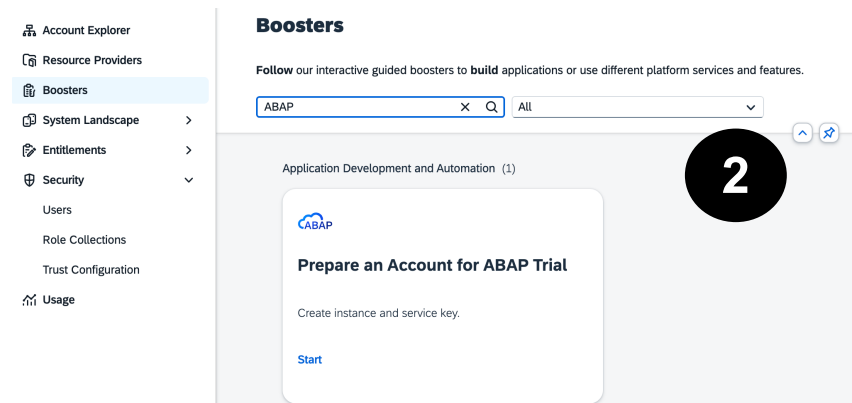 Account Explorer
Resource Providers
Boosters
System Landscape
Entitlements
Security
Users
Role Collections
Trust Configuration
Usage
Boosters
Follow our interactive guided boosters to build applications or use different platform services and features.
ABAP
All
2
Application Development and Automation (1)
ABAP
Prepare an Account for ABAP Trial
Create instance and service key.
Start